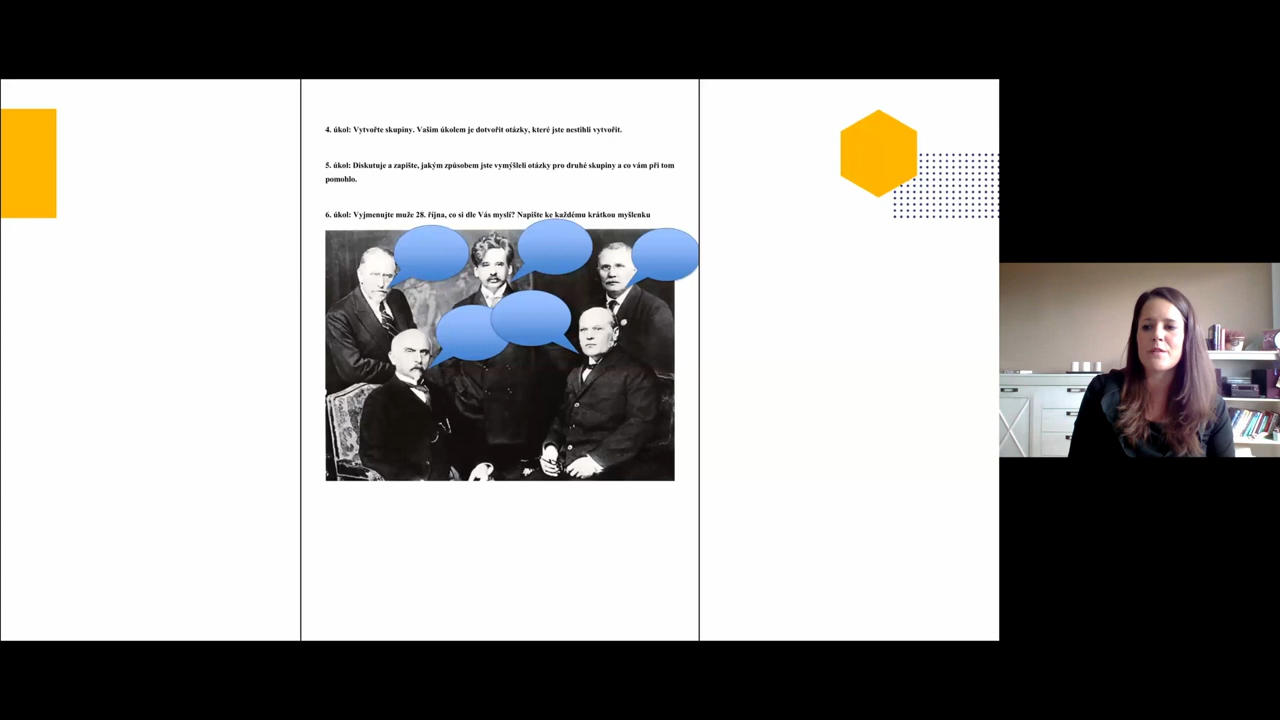 4. úkol: Vytvořte skupiny. Vašim úkolem je dotvořit otázky, které jste nestihli vytvořit.
5. úkol: Diskutuje a zapište, jakým způsobem jste vymýšleli otázky pro druhé skupiny a co vám při tom
pomohlo.
6. úkol: Vyjmenujte muže 28. října, co si dle Vás myslí? Napište ke každému krátkou myšlenku